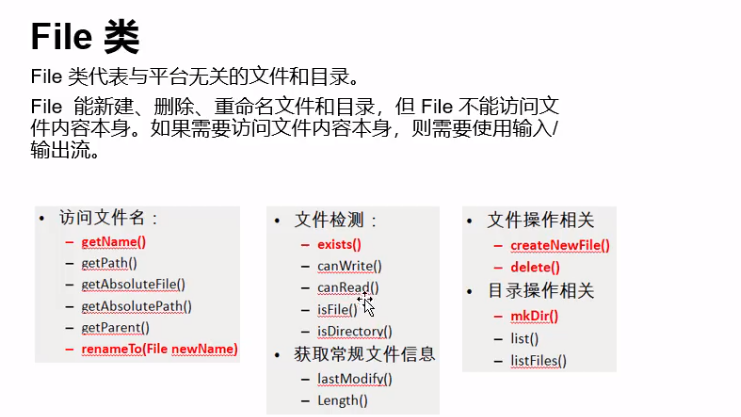 File 类
File 类代表与平台无关的文件和目录。
File 能新建、删除、重命名文件和目录，但 File 不能访问文
件内容本身。如果需要访问文件内容本身，则需要使用输入/
输出流。
• 访问文件名：
– getName()
– getPath()
– getAbsoluteFile()
– getAbsolutePath()
– getParent()
– renameTo(File newName)
• 文件检测：
– exists()
– canWrite()
– canRead()
– isFile()
– isDirectory()
• 获取常规文件信息
– lastModify()
– Length()
• 文件操作相关
– createNewFile()
– delete()
• 目录操作相关
– mkDir()
– list()
– listFiles()